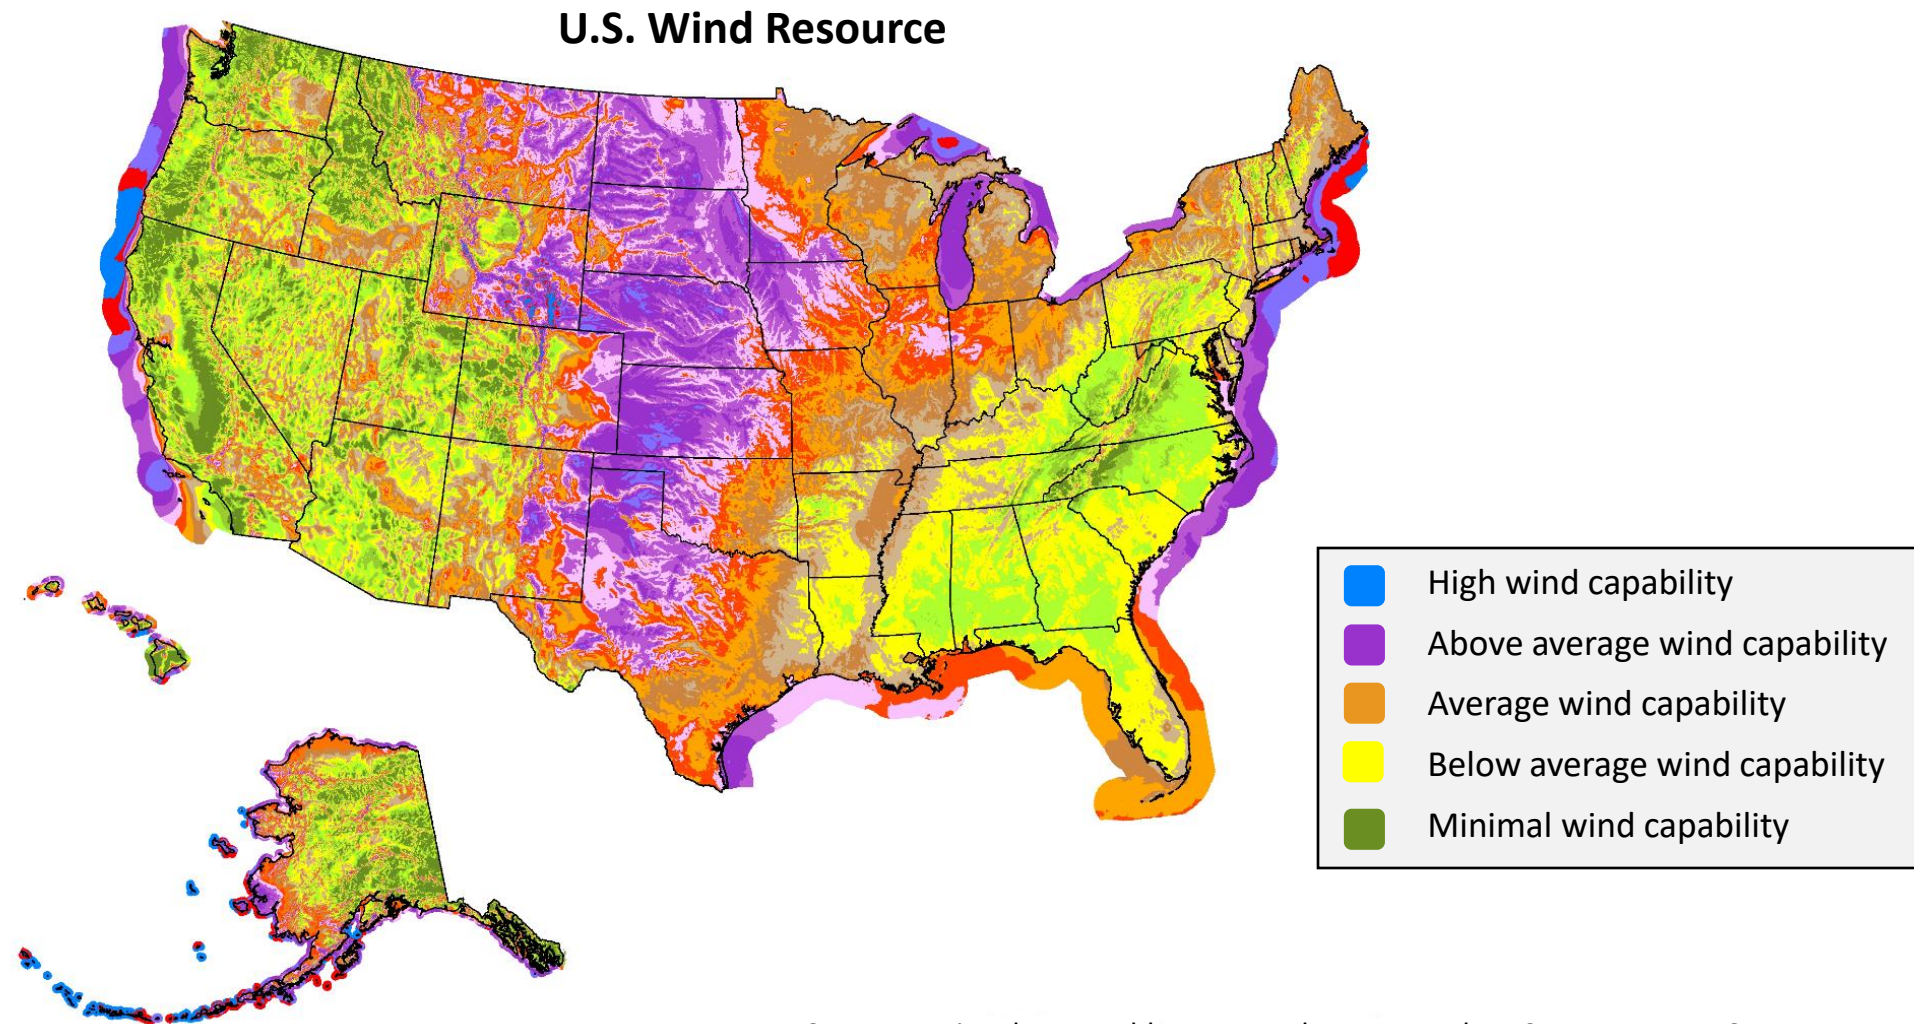 U.S. Wind Resource
High wind capability
Above average wind capability
Average wind capability
Below average wind capability
Minimal wind capability